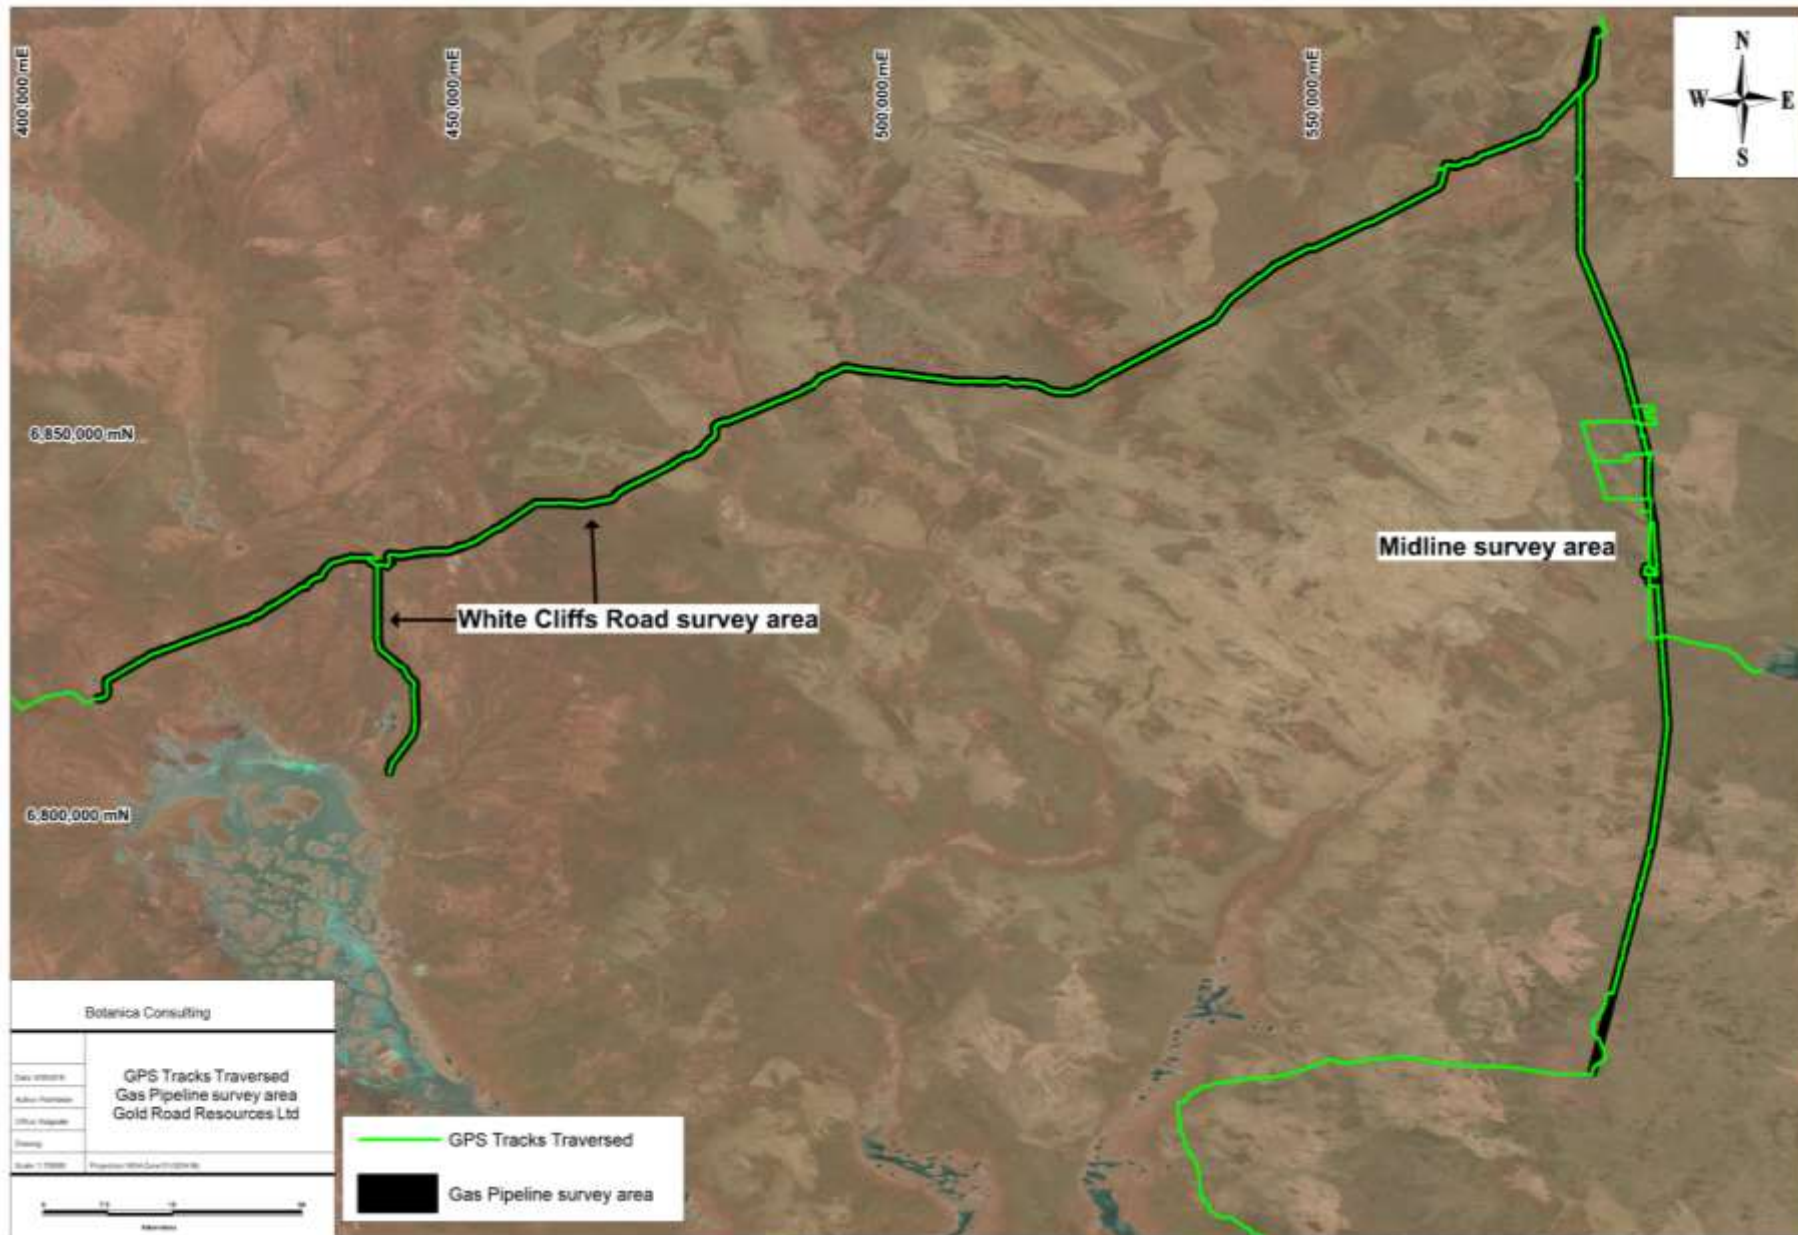 400,000 mE
450,000 mE
500,000 mE
550,000 mE
N
W E
S
6,850,000 mN
Midline survey area
White Cliffs Road survey area
6,800,000 mN
Botanica Consulting
GPS Tracks Traversed
Gas Pipeline survey area
Gold Road Resources Ltd
GPS Tracks Traversed
Gas Pipeline survey area